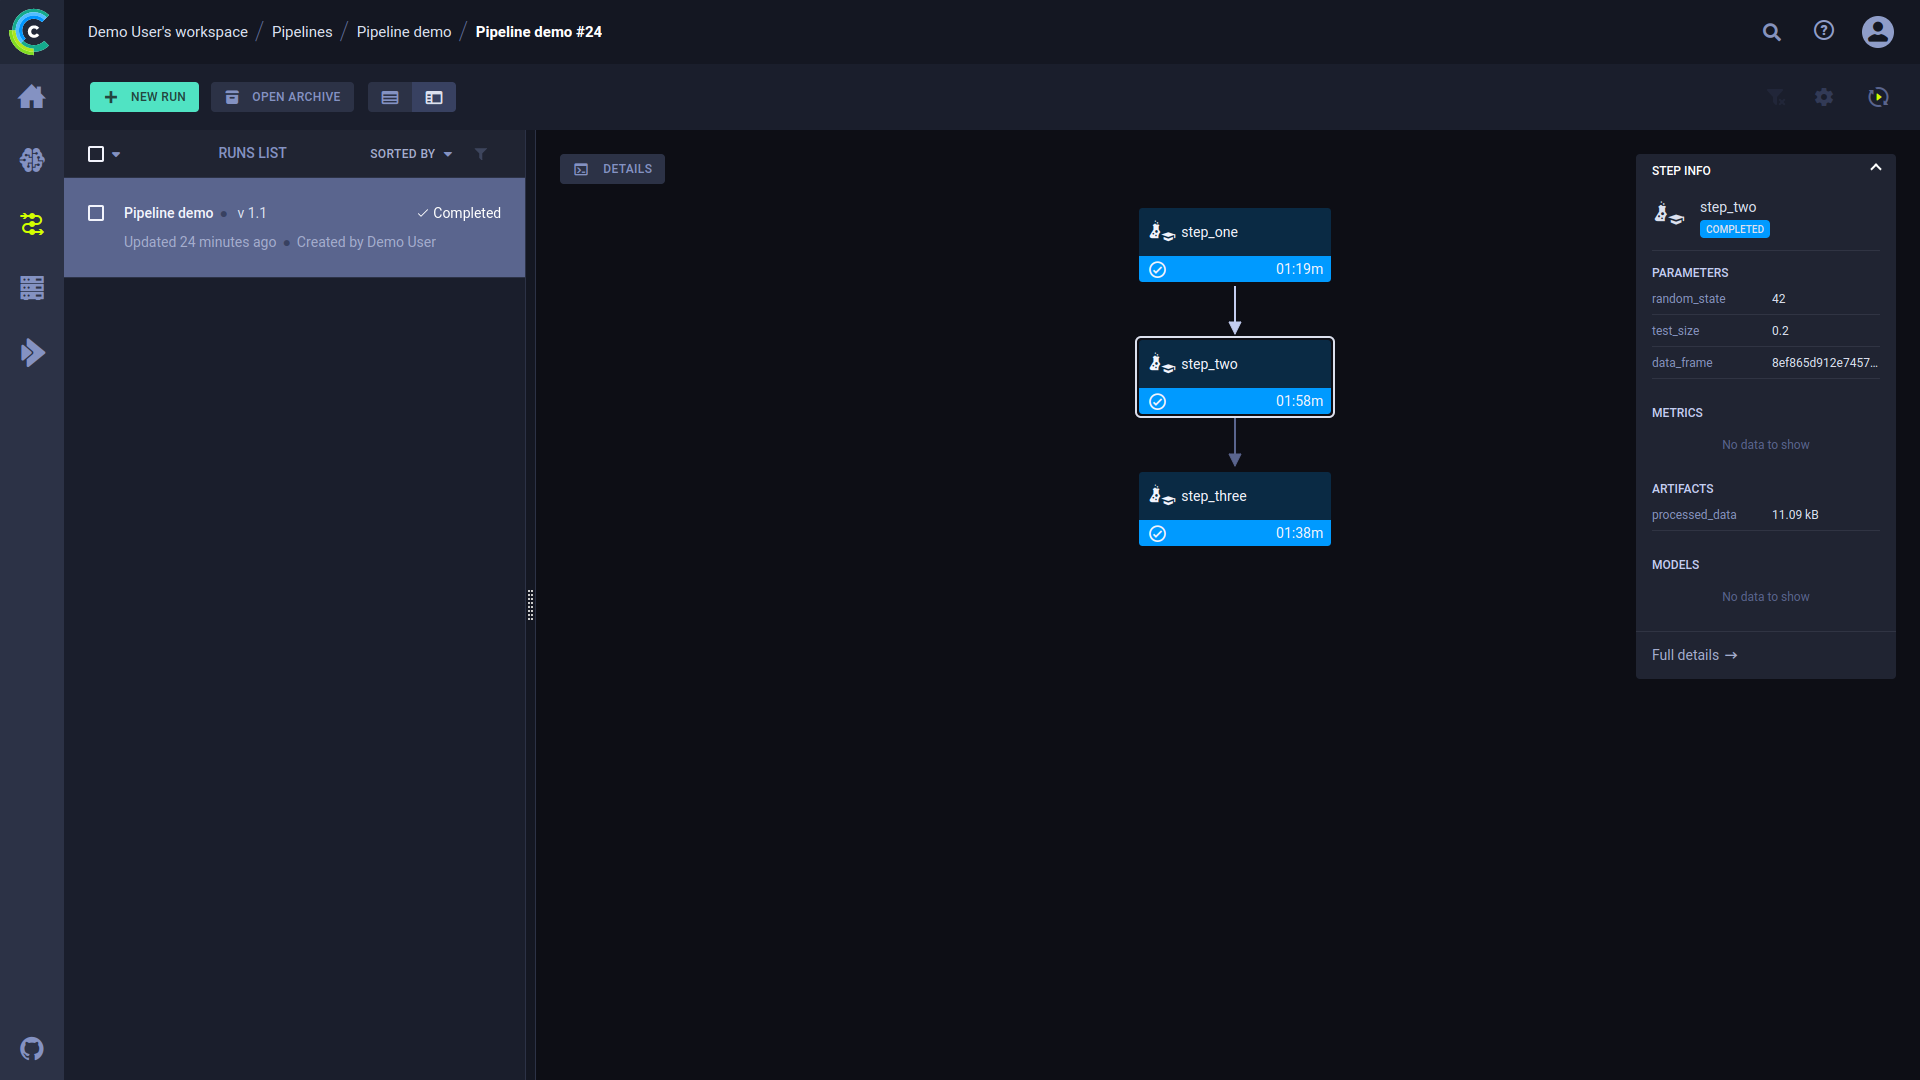 Demo User's workspace / Pipelines / Pipeline demo / Pipeline demo #24
NEW RUN
OPEN ARCHIVE
RUNS LIST
SORTED BY
Pipeline demo • v 1.1
Completed
Updated 24 minutes ago • Created by Demo User
DETAILS
step_one
01:19m
step_two
01:58m
step_three
01:38m
STEP INFO
step_two
COMPLETED
PARAMETERS
random_state 42
test_size 0.2
data_frame 8ef865d912e7457...
METRICS
No data to show
ARTIFACTS
processed_data 11.09 kB
MODELS
No data to show
Full details →